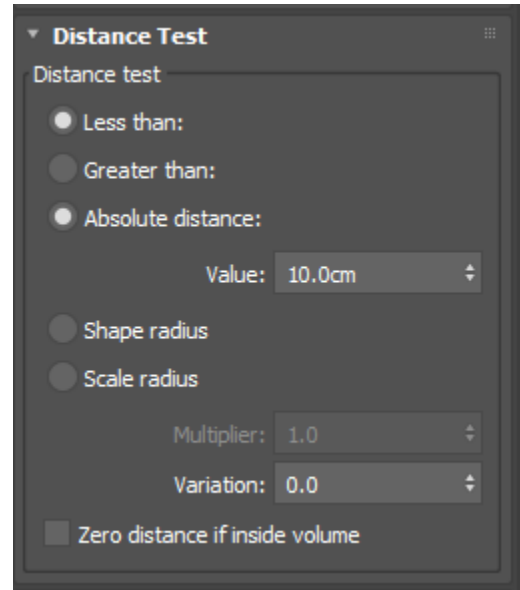 Distance Test
Distance test
Less than:
Greater than:
Absolute distance:
Value: 10.0cm
Shape radius
Scale radius
Multiplier: 1.0
Variation: 0.0
Zero distance if inside volume